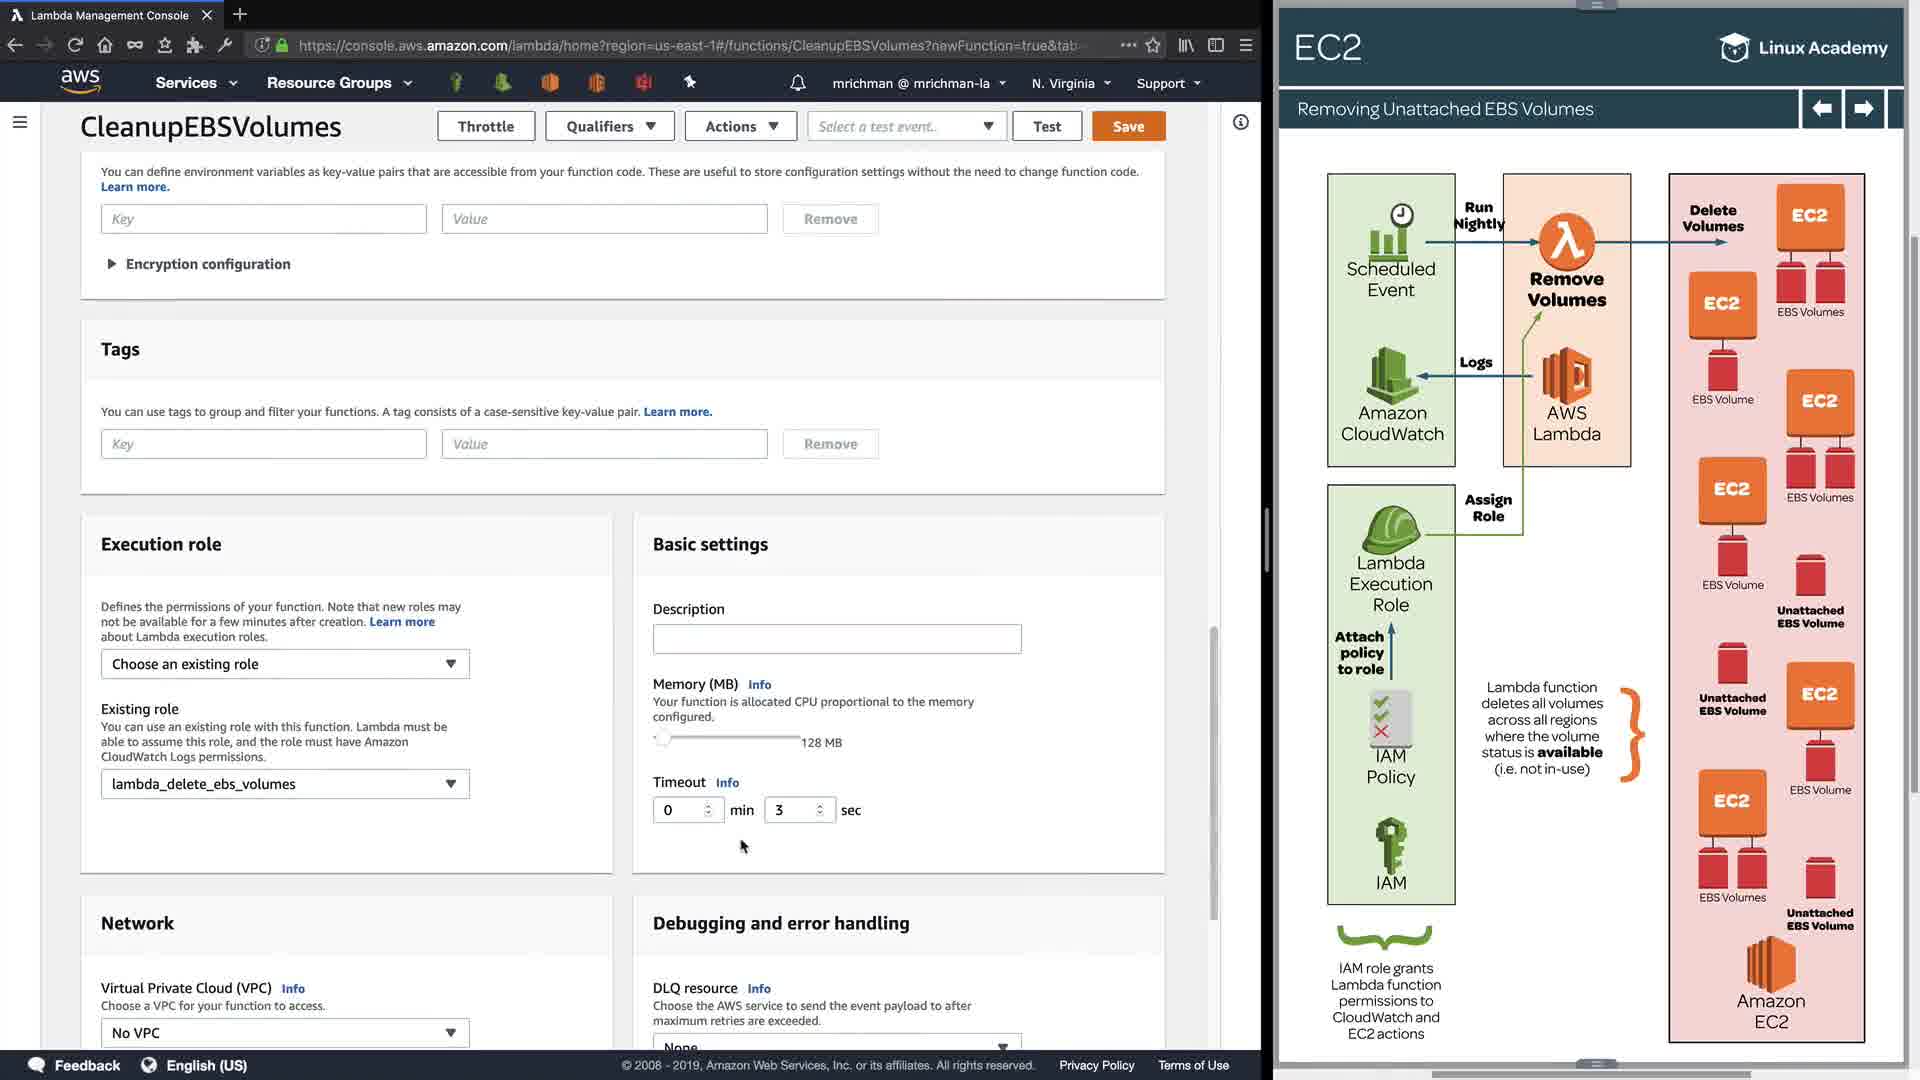 Lambda Management Console
https://console.aws.amazon.com/lambda/home?region=us-east-1#/functions/CleanupEBSVolumes?newFunction=true&tab
aws
Services
Resource Groups
mrichman @ mrichman-la
N. Virginia
Support
CleanupEBSVolumes
Throttle
Qualifiers
Actions
Select a test event..
Test
Save
You can define environment variables as key-value pairs that are accessible from your function code. These are useful to store configuration settings without the need to change function code.
Learn more.
Key
Value
Remove
Encryption configuration
Tags
You can use tags to group and filter your functions. A tag consists of a case-sensitive key-value pair. Learn more.
Key
Value
Remove
Execution role
Defines the permissions of your function. Note that new roles may
not be available for a few minutes after creation. Learn more
about Lambda execution roles.
Choose an existing role
Existing role
You can use an existing role with this function. Lambda must be
able to assume this role, and the role must have Amazon
CloudWatch Logs permissions.
lambda_delete_ebs_volumes
Basic settings
Description
Memory (MB) Info
Your function is allocated CPU proportional to the memory
configured.
128 MB
Timeout Info
0 min 3 sec
Network
Virtual Private Cloud (VPC) Info
Choose a VPC for your function to access.
No VPC
Debugging and error handling
DLQ resource Info
Choose the AWS service to send the event payload to after
maximum retries are exceeded.
None
Feedback
English (US)
© 2008 - 2019, Amazon Web Services, Inc. or its affiliates. All rights reserved.
Privacy Policy
Terms of Use
EC2
Linux Academy
Removing Unattached EBS Volumes
Scheduled
Event
Run
Nightly
Remove
Volumes
Delete
Volumes
Amazon
CloudWatch
Logs
AWS
Lambda
Assign
Role
Lambda
Execution
Role
Attach
policy
to role
IAM
Policy
IAM
IAM role grants
Lambda function
permissions to
CloudWatch and
EC2 actions
Lambda function
deletes all volumes
across all regions
where the volume
status is available
(i.e. not in-use)
EC2
EBS Volumes
EC2
EBS Volume
EC2
EBS Volumes
EC2
EBS Volume
Unattached
EBS Volume
Unattached
EBS Volume
EC2
EBS Volume
EC2
EBS Volumes
Unattached
EBS Volume
Amazon
EC2